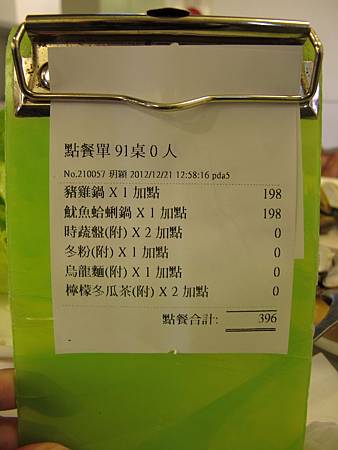 點餐單 91桌 0 人
No.210057 玥穎 2012/12/21 12:58:16 pda5
豬雞鍋 X 1 加點 198
魷魚蛤蜊鍋 X 1 加點 198
時蔬盤(附) X 2 加點 0
冬粉(附) X 1 加點 0
烏龍麵(附) X 1 加點 0
檸檬冬瓜茶(附) X 2 加點 0
點餐合計: 396